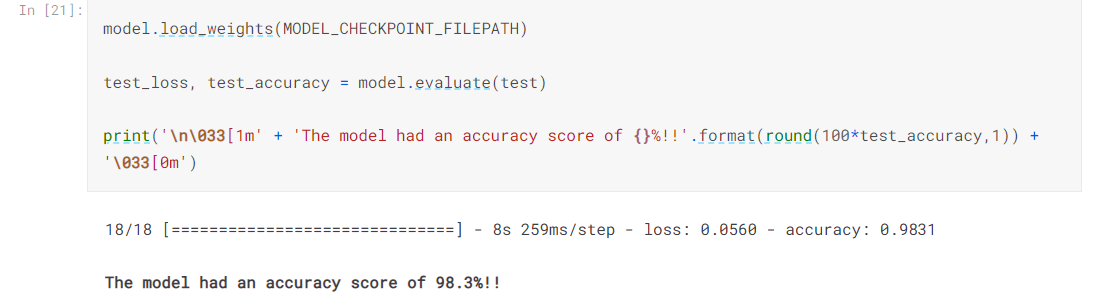 In [21]:
model.load_weights(MODEL_CHECKPOINT_FILEPATH)
test_loss, test_accuracy = model.evaluate(test)
print('\n\033[1m' + 'The model had an accuracy score of {}%!!'.format(round(100*test_accuracy,1)) +
'\033[0m')
18/18 [==============================] - 8s 259ms/step - loss: 0.0560 - accuracy: 0.9831
The model had an accuracy score of 98.3%!!